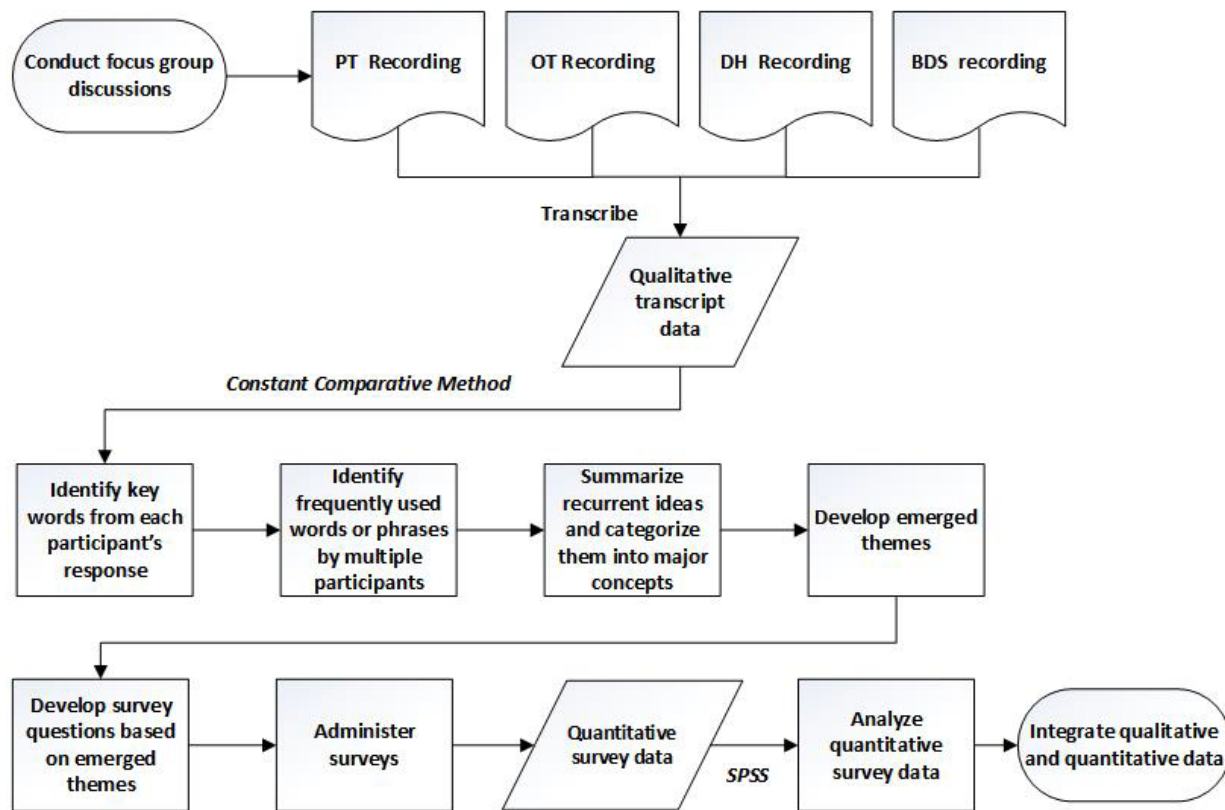 Conduct focus group
discussions
PT Recording
OT Recording
DH Recording
BDS recording
Transcribe
Qualitative
transcript
data
Constant Comparative Method
Identify key
words from each
participant's
response
Identify
frequently used
words or phrases
by multiple
participants
Summarize
recurrent ideas
and categorize
them into major
concepts
Develop emerged
themes
Develop survey
questions based
on emerged
themes
Administer
surveys
Quantitative
survey data
SPSS
Analyze
quantitative
survey data
Integrate qualitative
and quantitative data